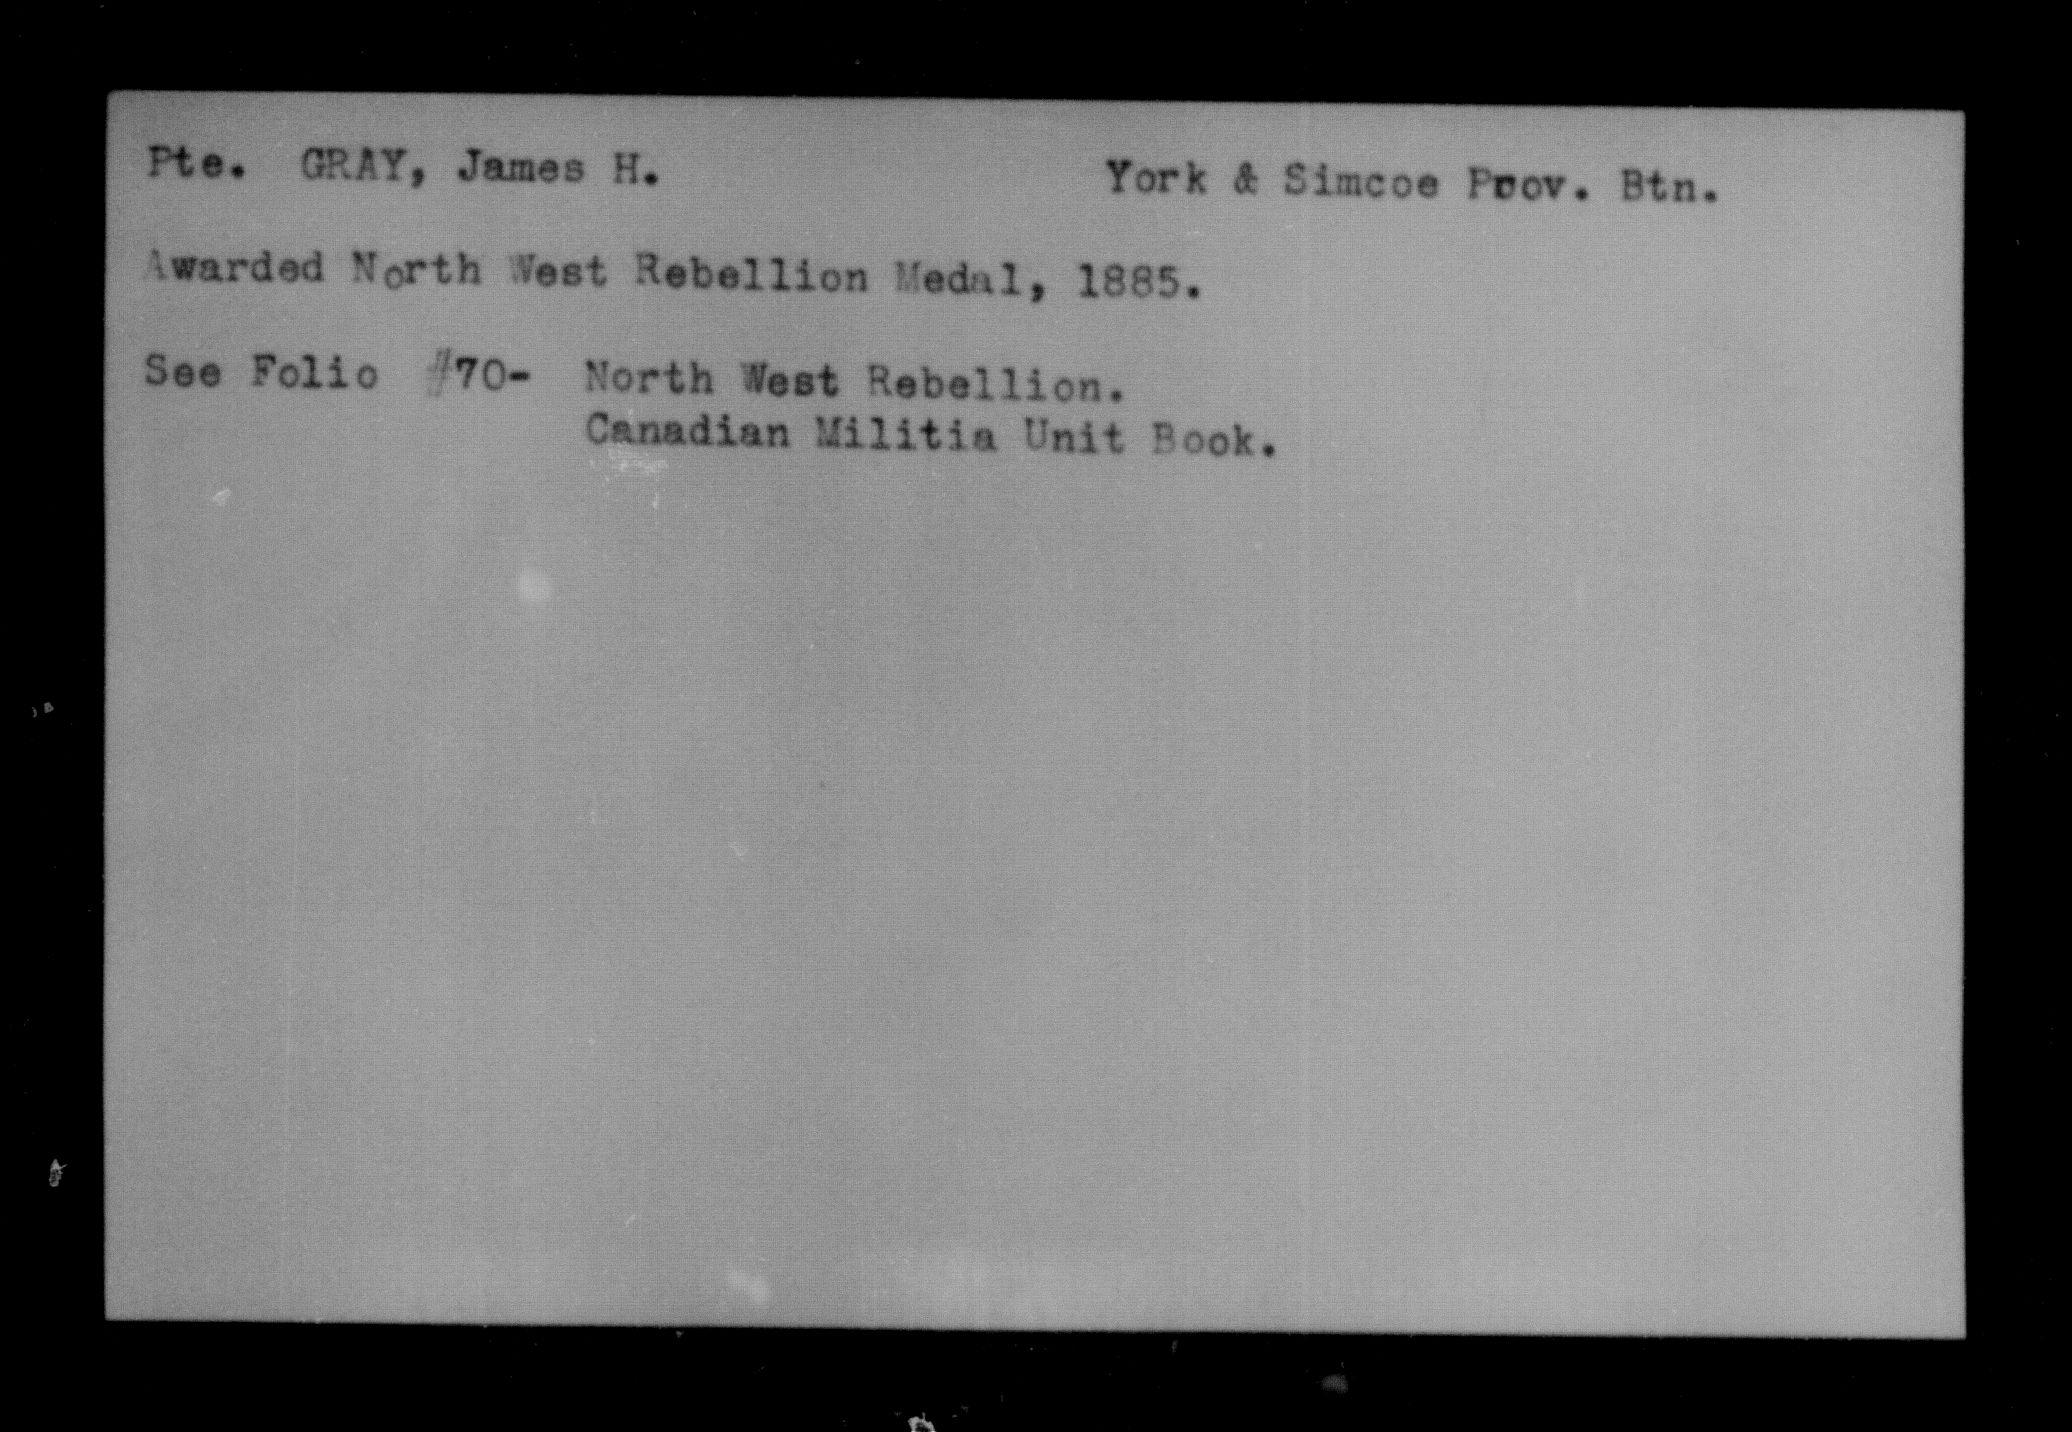 Pte. GRAY, James H. York & Simcoe Prov. Btn.
Awarded North West Rebellion Medal, 1885.
See Folio #70- North West Rebellion.
Canadian Militia Unit Book.